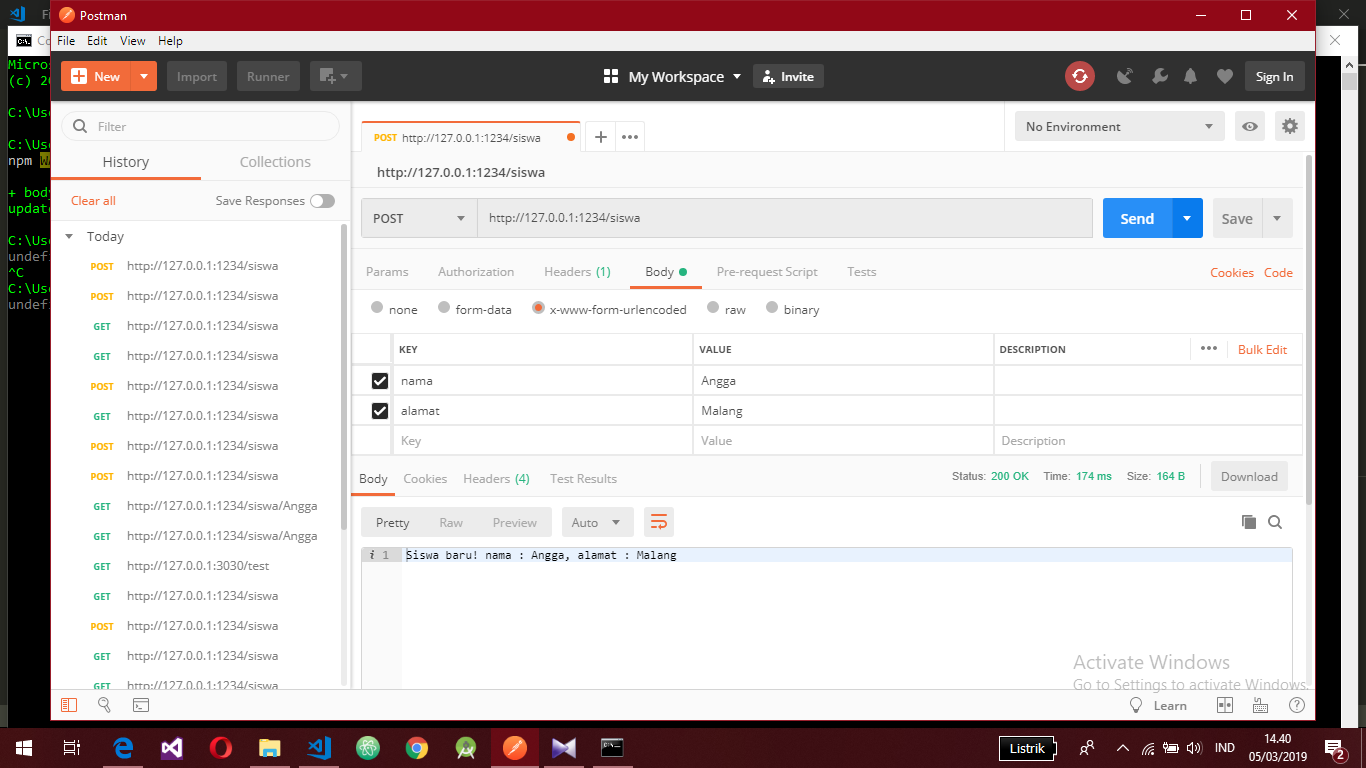 Postman
File Edit View Help
New Import Runner My Workspace Invite Sign In
Micros
(c) 20
C:\Use
C:\Use
npm
+ body
update
C:\Use
undefi
^C
C:\Use
undefi
Filter
History Collections
Clear all Save Responses
Today
POST http://127.0.0.1:1234/siswa
POST http://127.0.0.1:1234/siswa
GET http://127.0.0.1:1234/siswa
GET http://127.0.0.1:1234/siswa
POST http://127.0.0.1:1234/siswa
GET http://127.0.0.1:1234/siswa
POST http://127.0.0.1:1234/siswa
POST http://127.0.0.1:1234/siswa
GET http://127.0.0.1:1234/siswa/Angga
GET http://127.0.0.1:1234/siswa/Angga
GET http://127.0.0.1:3030/test
GET http://127.0.0.1:1234/siswa
POST http://127.0.0.1:1234/siswa
GET http://127.0.0.1:1234/siswa
GET http://127.0.0.1:1234/siswa
POST http://127.0.0.1:1234/siswa
No Environment
http://127.0.0.1:1234/siswa
POST http://127.0.0.1:1234/siswa Send Save
Params Authorization Headers (1) Body Pre-request Script Tests Cookies Code
none form-data x-www-form-urlencoded raw binary
KEY VALUE DESCRIPTION Bulk Edit
nama Angga
alamat Malang
Key Value Description
Body Cookies Headers (4) Test Results Status: 200 OK Time: 174 ms Size: 164 B Download
Pretty Raw Preview Auto
i 1 Siswa baru! nama : Angga, alamat : Malang
Activate Windows
Go to Settings to activate Windows.
Learn
Listrik IND 14.40
05/03/2019
2